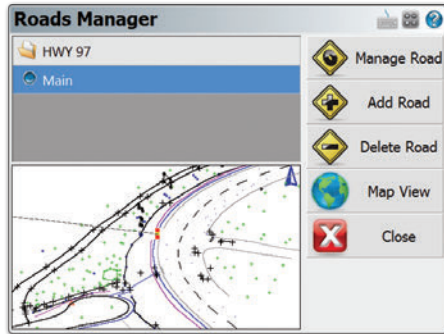 Roads Manager
HWY 97
Main
Manage Road
Add Road
Delete Road
Map View
Close